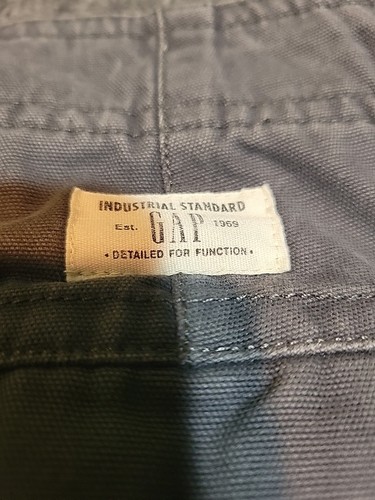 INDUSTRIAL STANDARD
Est. GAP 1969
• DETAILED FOR FUNCTION •